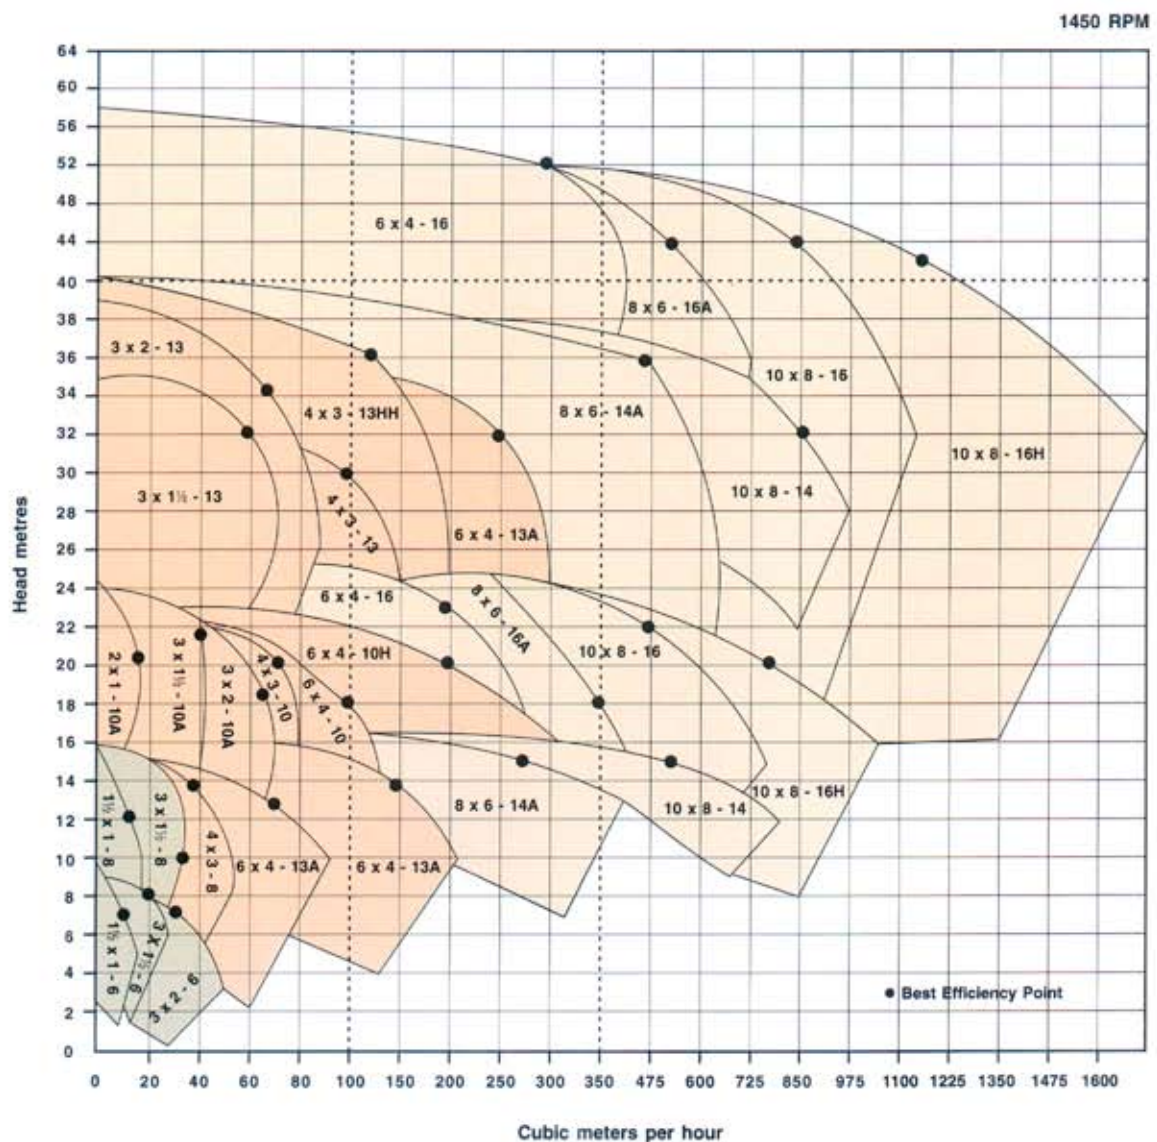 1450 RPM
64
60
56
52
48
44
40
38
36
34
32
30
28
26
24
22
20
18
16
14
12
10
8
6
4
2
0
Head metres
6 x 4 - 16
8 x 6 - 16A
3 x 2 - 13
10 x 8 - 16
4 x 3 - 13HH
8 x 6 - 14A
10 x 8 - 16H
3 x 1½ - 13
10 x 8 - 14
4 x 3 - 13
6 x 4 - 13A
6 x 4 - 16
8 x 6 - 16A
6 x 4 - 10H
10 x 8 - 16
2 x 1 - 10A
3 x 1½ - 10A
3 x 2 - 10A
4 x 3 - 10
6 x 4 - 10
8 x 6 - 14A
10 x 8 - 14
10 x 8 - 16H
1½ x 1 - 8
3 x 1½ - 8
4 x 3 - 8
6 x 4 - 13A
6 x 4 - 13A
1½ x 1 - 6
3 x 1½ - 6
3 x 2 - 6
Best Efficiency Point
0 20 40 60 80 100 150 200 250 300 350 475 600 725 850 975 1100 1225 1350 1475 1600
Cubic meters per hour